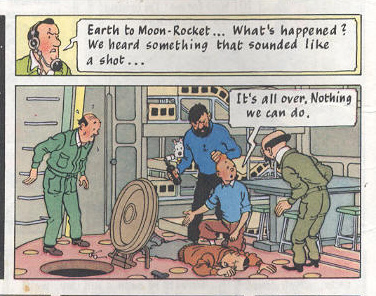 Earth to Moon-Rocket... What's happened?
We heard something that sounded like
a shot...
It's all over. Nothing
we can do.